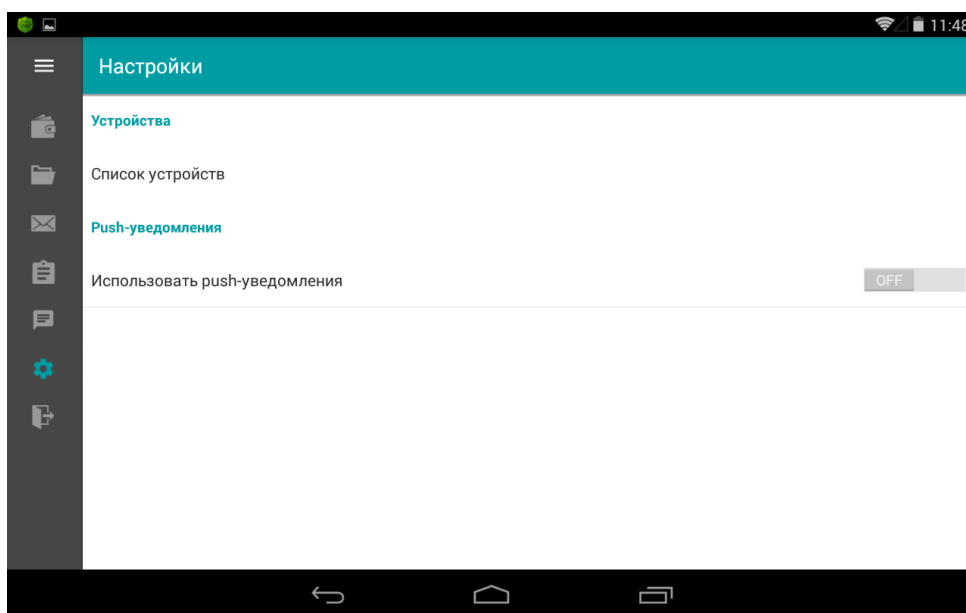 11:48
Настройки
Устройства
Список устройств
Push-уведомления
Использовать push-уведомления
OFF